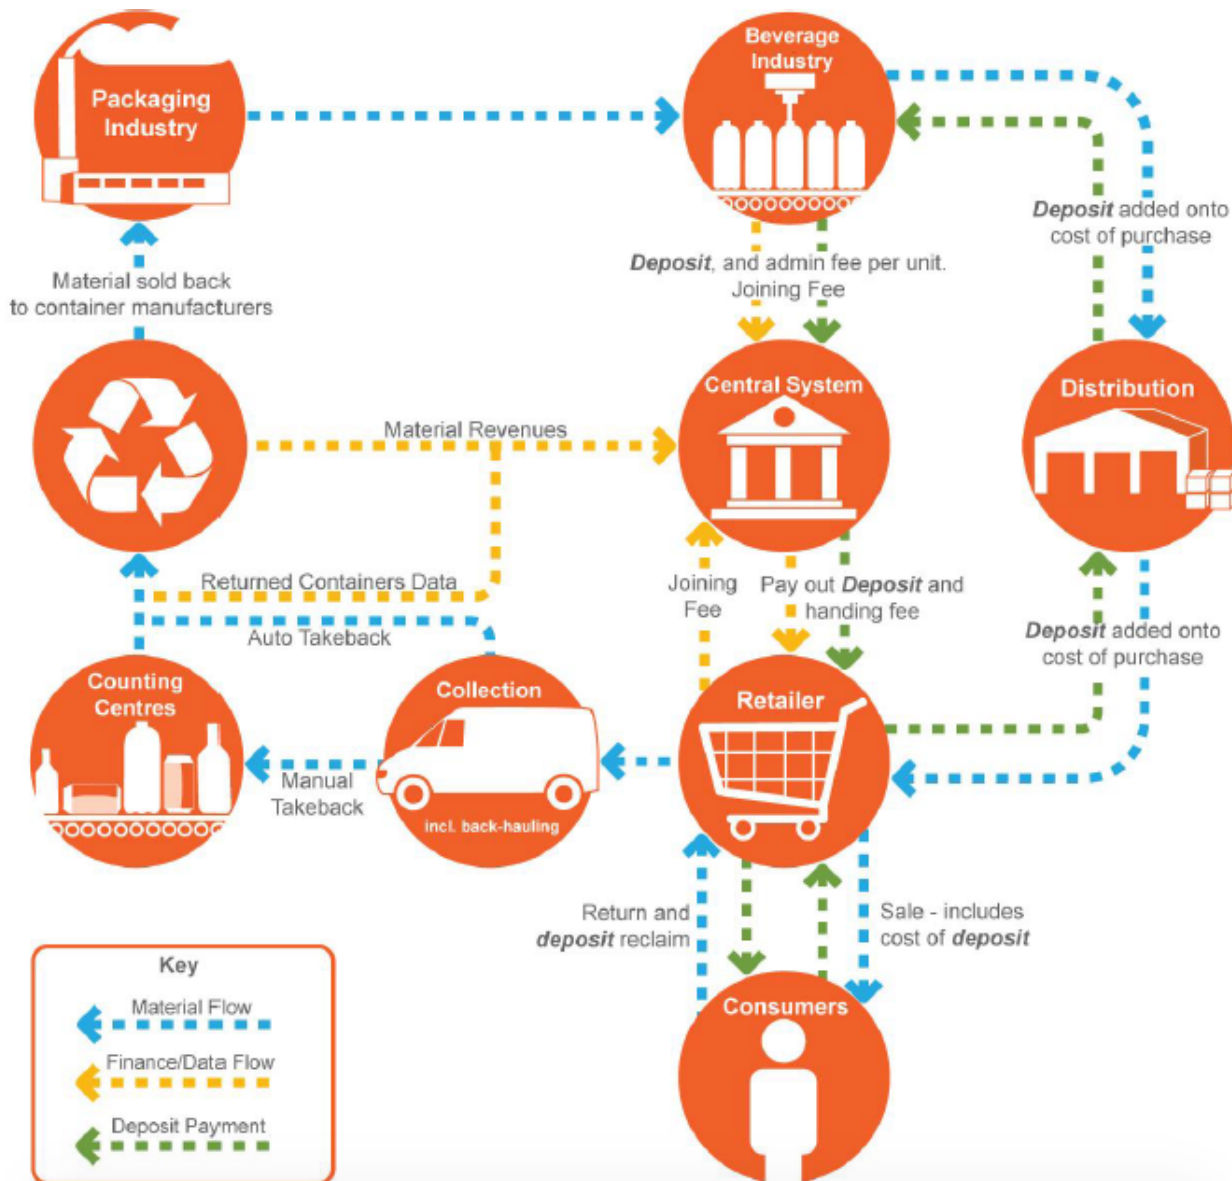 Packaging
Industry
Beverage
Industry
Deposit added onto
cost of purchase
Deposit, and admin fee per unit.
Joining Fee
Material sold back
to container manufacturers
Central System
Distribution
Material Revenues
Returned Containers Data
Auto Takeback
Joining
Fee
Pay out Deposit and
handing fee
Deposit added onto
cost of purchase
Counting
Centres
Collection
incl. back-hauling
Manual
Takeback
Retailer
Return and
deposit reclaim
Sale - includes
cost of deposit
Consumers
Key
Material Flow
Finance/Data Flow
Deposit Payment